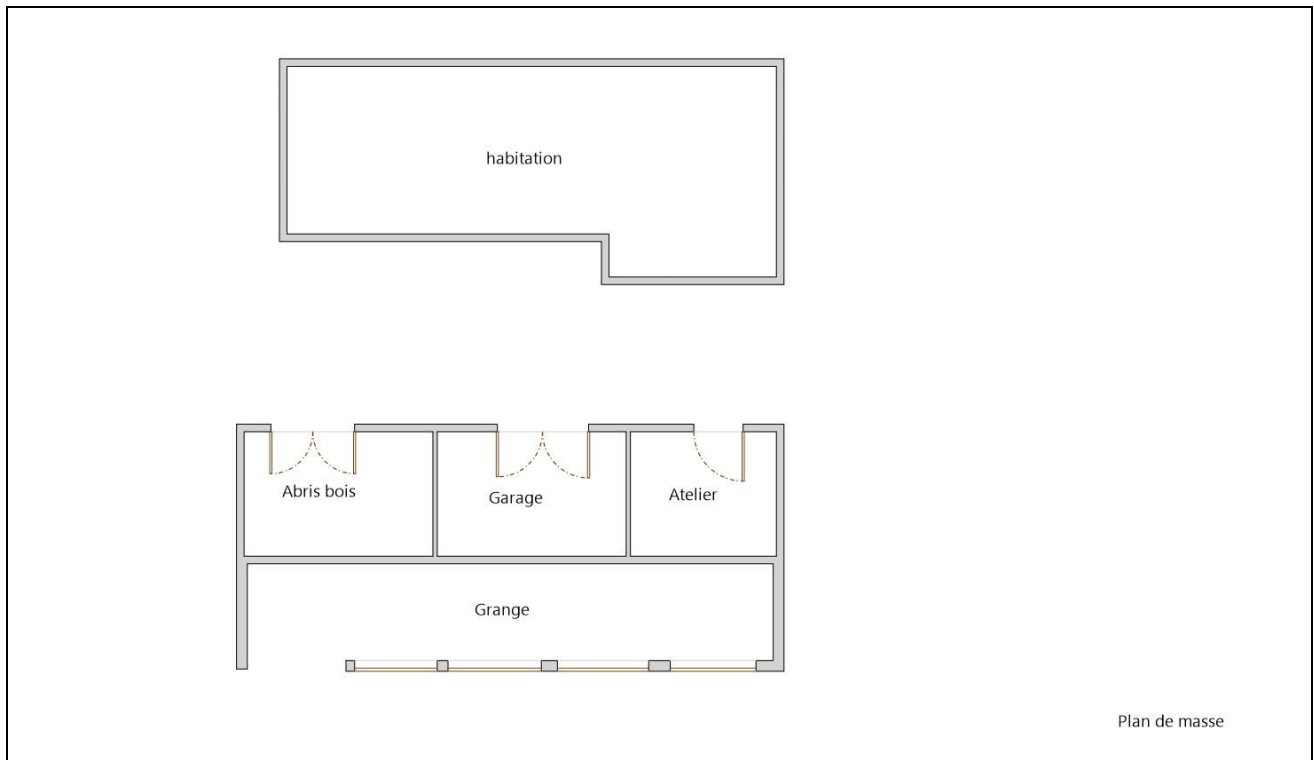 habitation
Abris bois
Garage
Atelier
Grange
Plan de masse